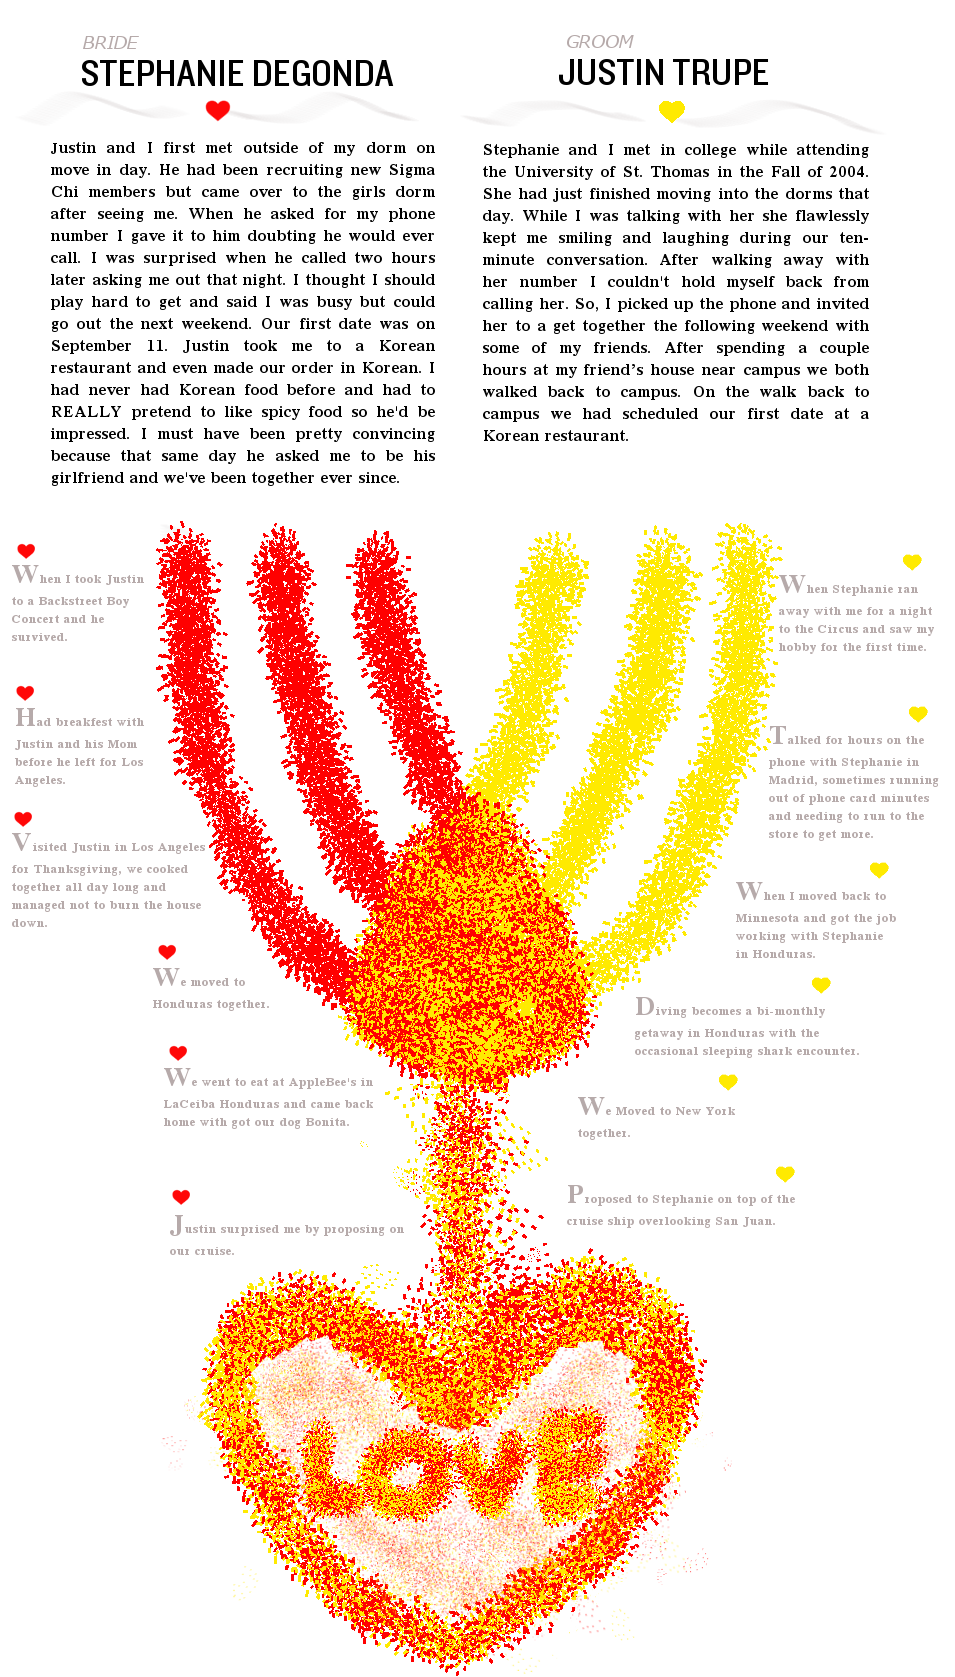 BRIDE
STEPHANIE DEGONDA
Justin and I first met outside of my dorm on
move in day. He had been recruiting new Sigma
Chi members but came over to the girls dorm
after seeing me. When he asked for my phone
number I gave it to him doubting he would ever
call. I was surprised when he called two hours
later asking me out that night. I thought I should
play hard to get and said I was busy but could
go out the next weekend. Our first date was on
September 11. Justin took me to a Korean
restaurant and even made our order in Korean. I
had never had Korean food before and had to
REALLY pretend to like spicy food so he'd be
impressed. I must have been pretty convincing
because that same day he asked me to be his
girlfriend and we've been together ever since.
GROOM
JUSTIN TRUPE
Stephanie and I met in college while attending
the University of St. Thomas in the Fall of 2004.
She had just finished moving into the dorms that
day. While I was talking with her she flawlessly
kept me smiling and laughing during our ten-
minute conversation. After walking away with
her number I couldn't hold myself back from
calling her. So, I picked up the phone and invited
her to a get together the following weekend with
some of my friends. After spending a couple
hours at my friend’s house near campus we both
walked back to campus. On the walk back to
campus we had scheduled our first date at a
Korean restaurant.
When I took Justin
to a Backstreet Boy
Concert and he
survived.
Had breakfest with
Justin and his Mom
before he left for Los
Angeles.
Visited Justin in Los Angeles
for Thanksgiving, we cooked
together all day long and
managed not to burn the house
down.
We moved to
Honduras together.
We went to eat at AppleBee's in
LaCeiba Honduras and came back
home with got our dog Bonita.
Justin surprised me by proposing on
our cruise.
When Stephanie ran
away with me for a night
to the Circus and saw my
hobby for the first time.
Talked for hours on the
phone with Stephanie in
Madrid, sometimes running
out of phone card minutes
and needing to run to the
store to get more.
When I moved back to
Minnesota and got the job
working with Stephanie
in Honduras.
Diving becomes a bi-monthly
getaway in Honduras with the
occasional sleeping shark encounter.
We Moved to New York
together.
Proposed to Stephanie on top of the
cruise ship overlooking San Juan.
LOVE